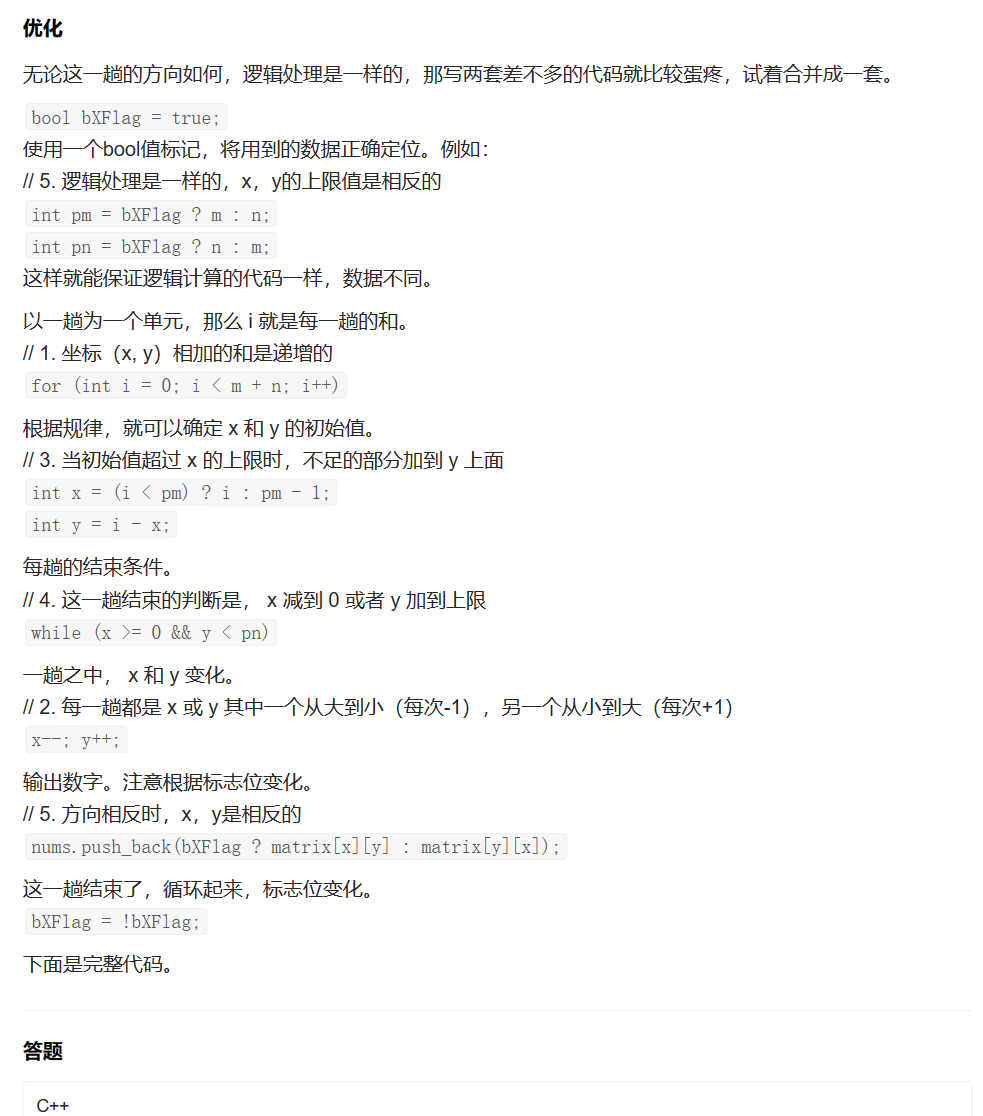 优化
无论这一趟的方向如何，逻辑处理是一样的，那写两套差不多的代码就比较蛋疼，试着合并成一套。
bool bXFlag = true;
使用一个bool值标记，将用到的数据正确定位。例如：
// 5. 逻辑处理是一样的，x，y的上限值是相反的
int pm = bXFlag ? m : n;
int pn = bXFlag ? n : m;
这样就能保证逻辑计算的代码一样，数据不同。
以一趟为一个单元，那么 i 就是每一趟的和。
// 1. 坐标（x, y）相加的和是递增的
for (int i = 0; i < m + n; i++)
根据规律，就可以确定 x 和 y 的初始值。
// 3. 当初始值超过 x 的上限时，不足的部分加到 y 上面
int x = (i < pm) ? i : pm - 1;
int y = i - x;
每趟的结束条件。
// 4. 这一趟结束的判断是， x 减到 0 或者 y 加到上限
while (x >= 0 && y < pn)
一趟之中， x 和 y 变化。
// 2. 每一趟都是 x 或 y 其中一个从大到小（每次-1），另一个从小到大（每次+1）
x--; y++;
输出数字。注意根据标志位变化。
// 5. 方向相反时，x，y是相反的
nums.push_back(bXFlag ? matrix[x][y] : matrix[y][x]);
这一趟结束了，循环起来，标志位变化。
bXFlag = !bXFlag;
下面是完整代码。
答题
C++